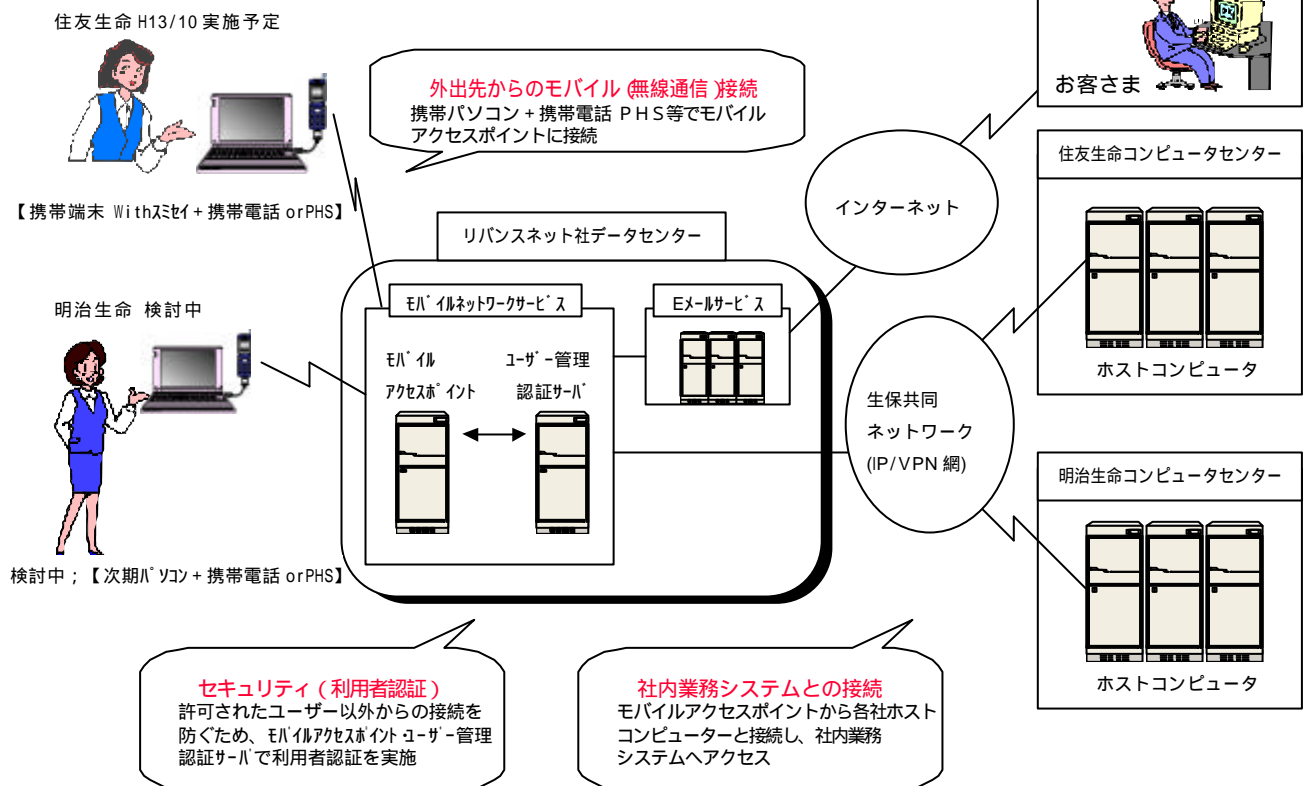 住友生命 H13/10 実施予定
外出先からのモバイル(無線通信)接続
携帯パソコン+携帯電話 PHS等でモバイル
アクセスポイントに接続
お客さま
【携帯端末 Withスミセイ+携帯電話 orPHS】
インターネット
住友生命コンピュータセンター
ホストコンピュータ
リバンスネット社データセンター
明治生命 検討中
モバイルネットワークサービス
Eメールサービス
モバイル
アクセスポイント
ユーザー管理
認証サーバ
生保共同
ネットワーク
(IP/VPN 網)
明治生命コンピュータセンター
ホストコンピュータ
検討中;【次期パソコン+携帯電話 orPHS】
セキュリティ(利用者認証)
許可されたユーザー以外からの接続を
防ぐため、モバイルアクセスポイント ユーザー管理
認証サーバで利用者認証を実施
社内業務システムとの接続
モバイルアクセスポイントから各社ホスト
コンピューターと接続し、社内業務
システムへアクセス